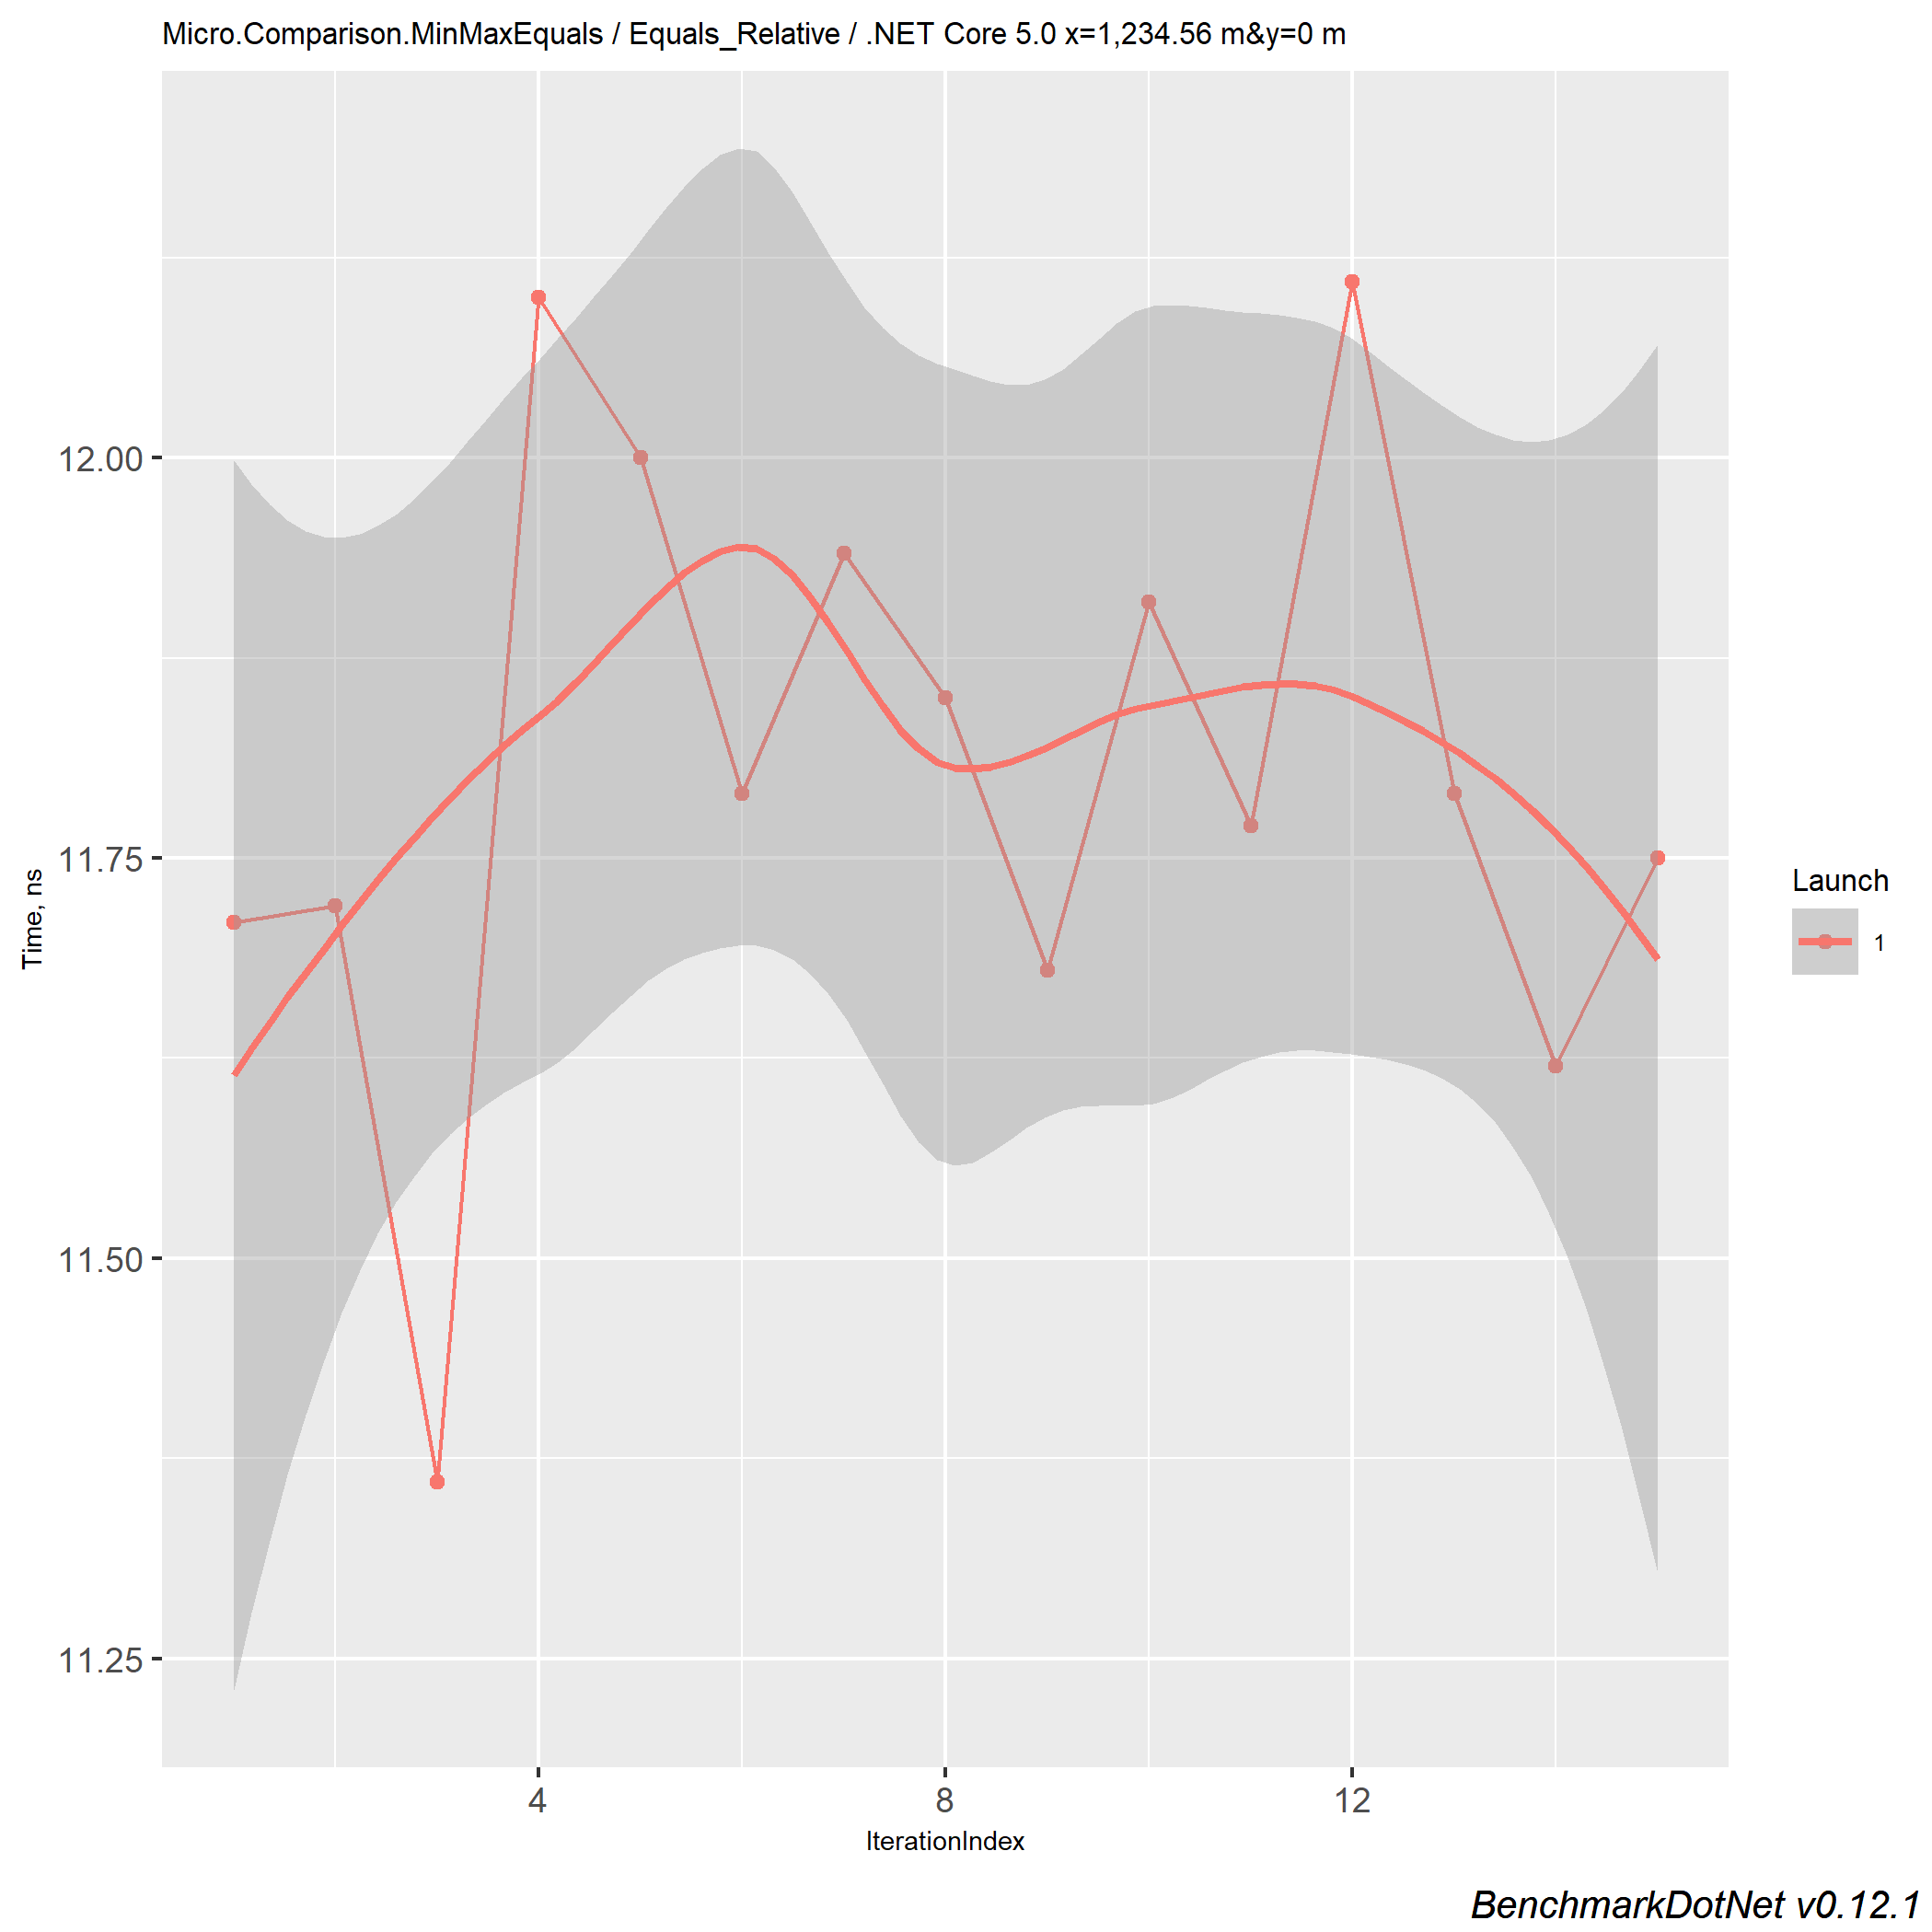 Micro.Comparison.MinMaxEquals / Equals_Relative / .NET Core 5.0 x=1,234.56 m&y=0 m
12.00
11.75
11.50
11.25
Time, ns
4
8
12
IterationIndex
Launch
1
BenchmarkDotNet v0.12.1